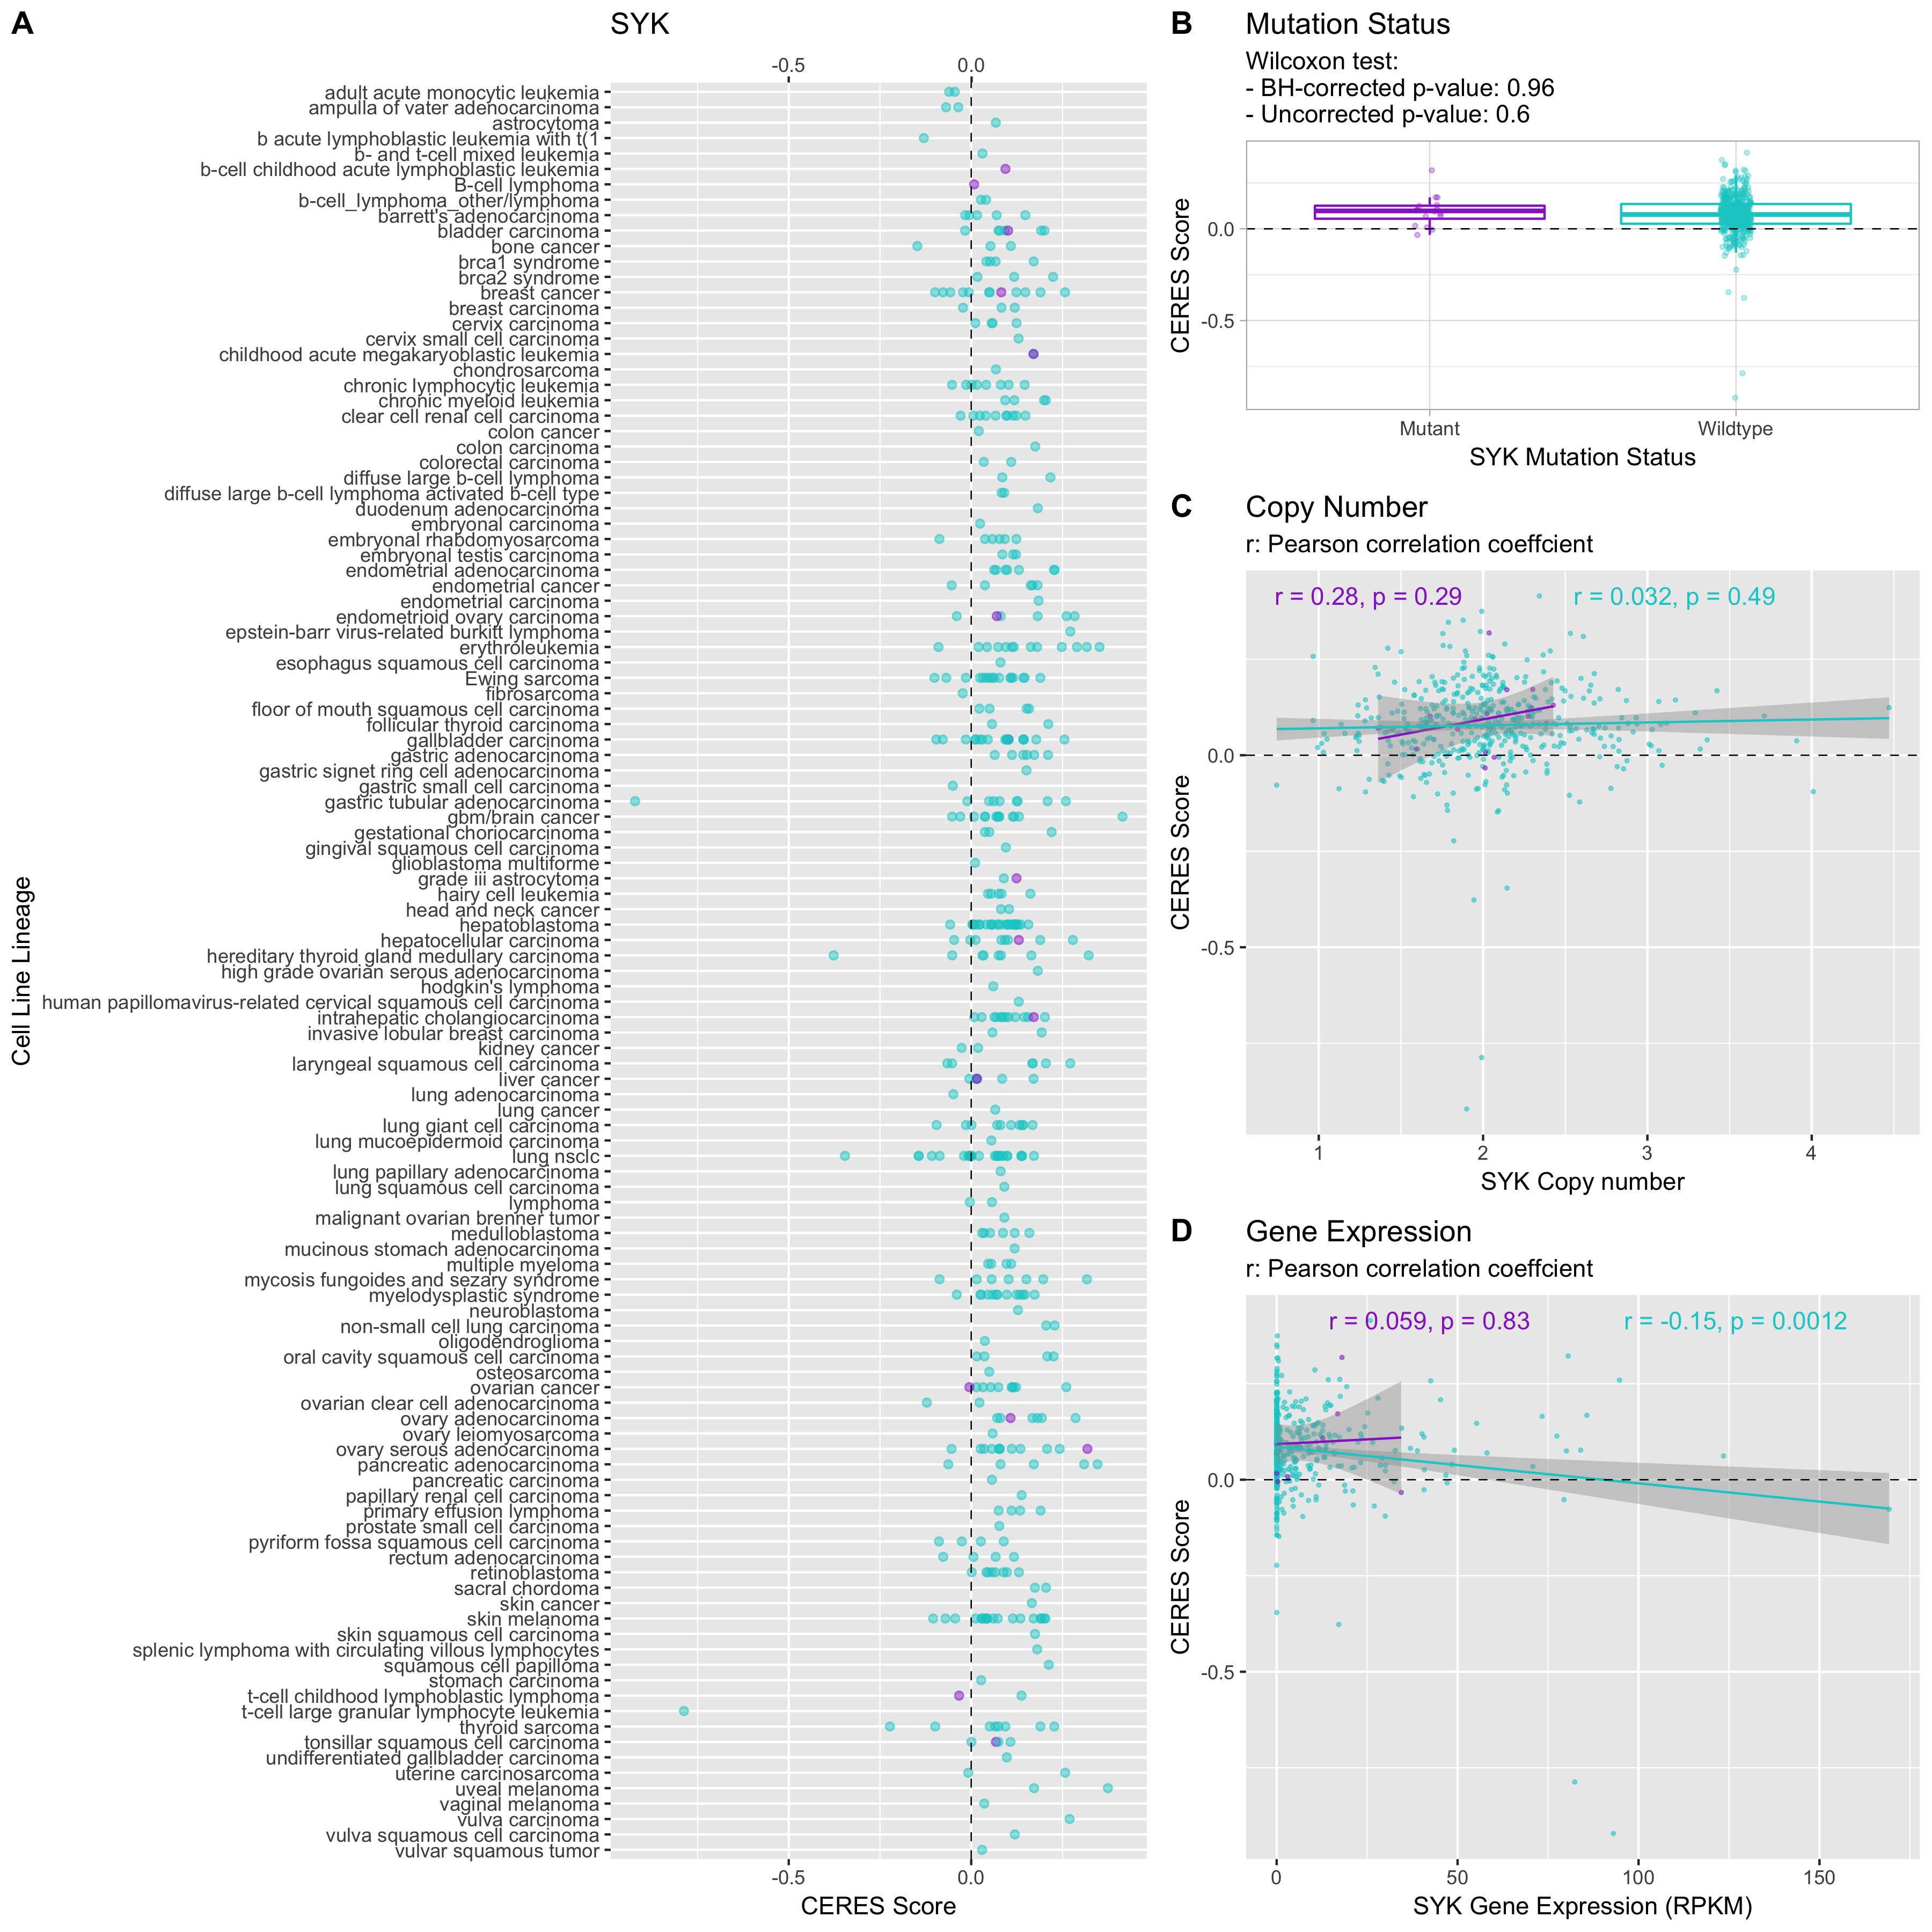 A
SYK
-0.5
0.0
adult acute monocytic leukemia
ampulla of vater adenocarcinoma
astrocytoma
b acute lymphoblastic leukemia with t(1
b- and t-cell mixed leukemia
b-cell childhood acute lymphoblastic leukemia
B-cell lymphoma
b-cell_lymphoma_other/lymphoma
barrett's adenocarcinoma
bladder carcinoma
bone cancer
brca1 syndrome
brca2 syndrome
breast cancer
breast carcinoma
cervix carcinoma
cervix small cell carcinoma
childhood acute megakaryoblastic leukemia
chondrosarcoma
chronic lymphocytic leukemia
chronic myeloid leukemia
clear cell renal cell carcinoma
colon cancer
colon carcinoma
colorectal carcinoma
diffuse large b-cell lymphoma
diffuse large b-cell lymphoma activated b-cell type
duodenum adenocarcinoma
embryonal carcinoma
embryonal rhabdomyosarcoma
embryonal testis carcinoma
endometrial adenocarcinoma
endometrial cancer
endometrial carcinoma
endometrioid ovary carcinoma
epstein-barr virus-related burkitt lymphoma
erythroleukemia
esophagus squamous cell carcinoma
Ewing sarcoma
fibrosarcoma
floor of mouth squamous cell carcinoma
follicular thyroid carcinoma
gallbladder carcinoma
gastric adenocarcinoma
gastric signet ring cell adenocarcinoma
gastric small cell carcinoma
gastric tubular adenocarcinoma
gbm/brain cancer
gestational choriocarcinoma
gingival squamous cell carcinoma
glioblastoma multiforme
grade iii astrocytoma
hairy cell leukemia
head and neck cancer
hepatoblastoma
hepatocellular carcinoma
hereditary thyroid gland medullary carcinoma
high grade ovarian serous adenocarcinoma
hodgkin's lymphoma
human papillomavirus-related cervical squamous cell carcinoma
intrahepatic cholangiocarcinoma
invasive lobular breast carcinoma
kidney cancer
laryngeal squamous cell carcinoma
liver cancer
lung adenocarcinoma
lung cancer
lung giant cell carcinoma
lung mucoepidermoid carcinoma
lung nsclc
lung papillary adenocarcinoma
lung squamous cell carcinoma
lymphoma
malignant ovarian brenner tumor
medulloblastoma
mucinous stomach adenocarcinoma
multiple myeloma
mycosis fungoides and sezary syndrome
myelodysplastic syndrome
neuroblastoma
non-small cell lung carcinoma
oligodendroglioma
oral cavity squamous cell carcinoma
osteosarcoma
ovarian cancer
ovarian clear cell adenocarcinoma
ovary adenocarcinoma
ovary leiomyosarcoma
ovary serous adenocarcinoma
pancreatic adenocarcinoma
pancreatic carcinoma
papillary renal cell carcinoma
primary effusion lymphoma
prostate small cell carcinoma
pyriform fossa squamous cell carcinoma
rectum adenocarcinoma
retinoblastoma
sacral chordoma
skin cancer
skin melanoma
skin squamous cell carcinoma
splenic lymphoma with circulating villous lymphocytes
squamous cell papilloma
stomach carcinoma
t-cell childhood lymphoblastic lymphoma
t-cell large granular lymphocyte leukemia
thyroid sarcoma
tonsillar squamous cell carcinoma
undifferentiated gallbladder carcinoma
uterine carcinosarcoma
uveal melanoma
vaginal melanoma
vulva carcinoma
vulva squamous cell carcinoma
vulvar squamous tumor
-0.5
0.0
CERES Score
Cell Line Lineage
B
Mutation Status
Wilcoxon test:
- BH-corrected p-value: 0.96
- Uncorrected p-value: 0.6
0.0
-0.5
CERES Score
Mutant
Wildtype
SYK Mutation Status
C
Copy Number
r: Pearson correlation coeffcient
r = 0.28, p = 0.29
r = 0.032, p = 0.49
0.0
-0.5
CERES Score
1
2
3
4
SYK Copy number
D
Gene Expression
r: Pearson correlation coeffcient
r = 0.059, p = 0.83
r = -0.15, p = 0.0012
0.0
-0.5
CERES Score
0
50
100
150
SYK Gene Expression (RPKM)